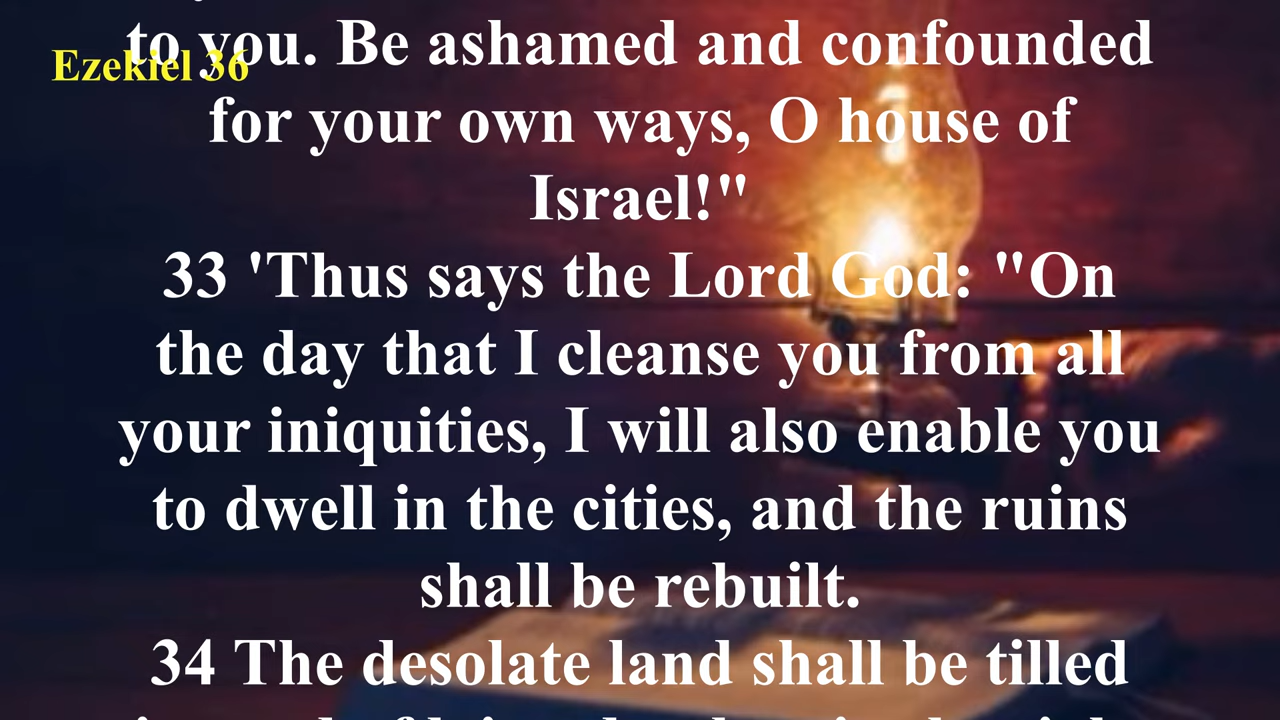 to you. Be ashamed and confounded
Ezekiel 36
for your own ways, O house of
Israel!"
33 'Thus says the Lord God: "On
the day that I cleanse you from all
your iniquities, I will also enable you
to dwell in the cities, and the ruins
shall be rebuilt.
34 The desolate land shall be tilled